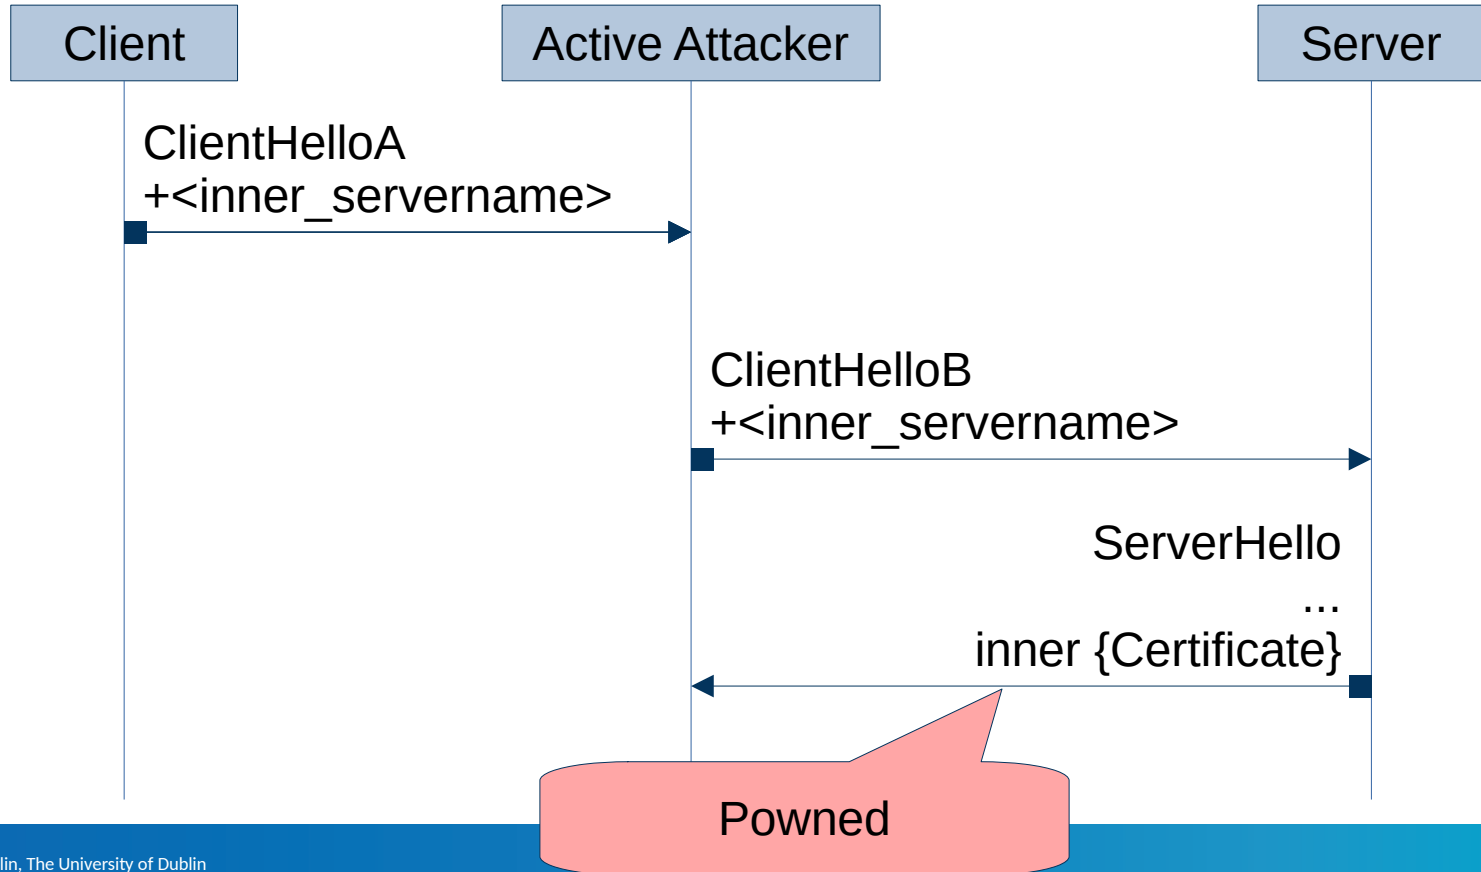 Client
Active Attacker
Server
ClientHelloA
+<inner_servername>
ClientHelloB
+<inner_servername>
ServerHello
...
inner {Certificate}
Powned
lin, The University of Dublin